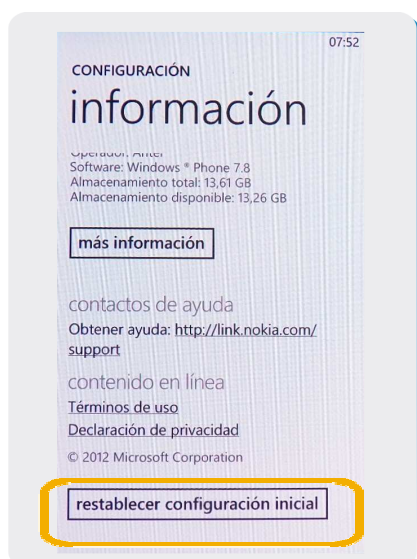 07:52
CONFIGURACIÓN
información
Operador: Antel
Software: Windows ® Phone 7.8
Almacenamiento total: 13,61 GB
Almacenamiento disponible: 13,26 GB
más información
contactos de ayuda
Obtener ayuda: http://link.nokia.com/
support
contenido en línea
Términos de uso
Declaración de privacidad
© 2012 Microsoft Corporation
restablecer configuración inicial